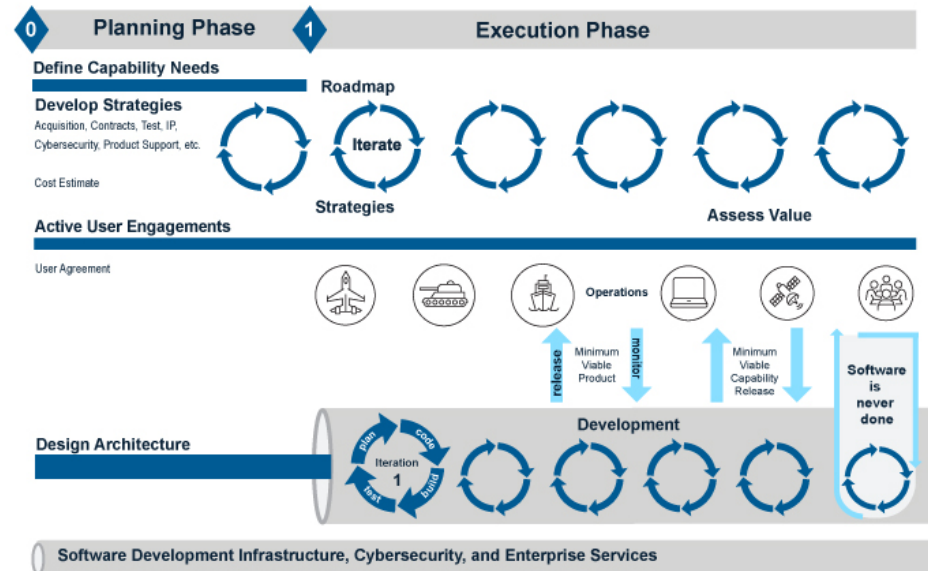 0
Planning Phase
1
Execution Phase
Define Capability Needs
Roadmap
Develop Strategies
Acquisition, Contracts, Test, IP,
Cybersecurity, Product Support, etc.
Iterate
Cost Estimate
Strategies
Assess Value
Active User Engagements
User Agreement
Operations
release
Minimum
Viable
Product
monitor
Minimum
Viable
Capability
Release
Software
is
never
done
Development
Design Architecture
plan
code
Iteration
1
test
build
Software Development Infrastructure, Cybersecurity, and Enterprise Services